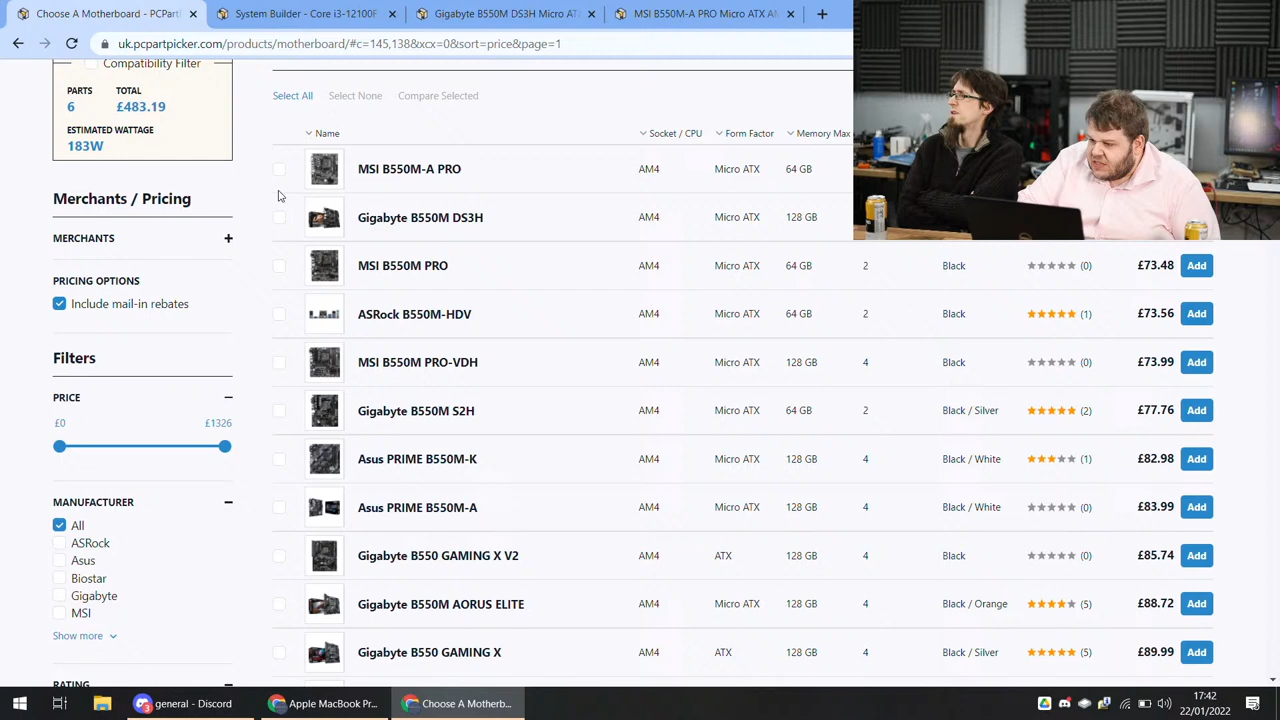 Choose A Motherboard - PCPart
System Builder - Core i3-12100
Gigabyte B550M DS3H Micro AT
uk.pcpartpicker.com/products/motherboard/#c=145,138&xcx=0&sort=price&page=1
Compatibility Filter
PARTS TOTAL
6 £483.19
ESTIMATED WATTAGE
183W
Select All Select None Compare Selected
Name Socket / CPU Form Factor Memory Max
MSI B550M-A PRO AM4 Micro ATX 64 GB
Gigabyte B550M DS3H AM4 Micro ATX 128 GB
MSI B550M PRO AM4 Micro ATX 64 GB 2 Black (0) £73.48 Add
ASRock B550M-HDV AM4 Micro ATX 64 GB 2 Black (1) £73.56 Add
MSI B550M PRO-VDH AM4 Micro ATX 128 GB 4 Black (0) £73.99 Add
Gigabyte B550M S2H AM4 Micro ATX 64 GB 2 Black / Silver (2) £77.76 Add
Asus PRIME B550M-K AM4 Micro ATX 128 GB 4 Black / White (1) £82.98 Add
Asus PRIME B550M-A AM4 Micro ATX 128 GB 4 Black / White (0) £83.99 Add
Gigabyte B550 GAMING X V2 AM4 ATX 128 GB 4 Black (0) £85.74 Add
Gigabyte B550M AORUS ELITE AM4 Micro ATX 128 GB 4 Black / Orange (5) £88.72 Add
Gigabyte B550 GAMING X AM4 ATX 128 GB 4 Black / Silver (5) £89.99 Add
Merchants / Pricing
MERCHANTS
PRICING OPTIONS
Include mail-in rebates
Filters
PRICE
£0 £1326
MANUFACTURER
All
ASRock
Asus
Biostar
Gigabyte
MSI
Show more
RATING
general - Discord
Apple MacBook P
Choose A Motherb...
17:42
22/01/2022